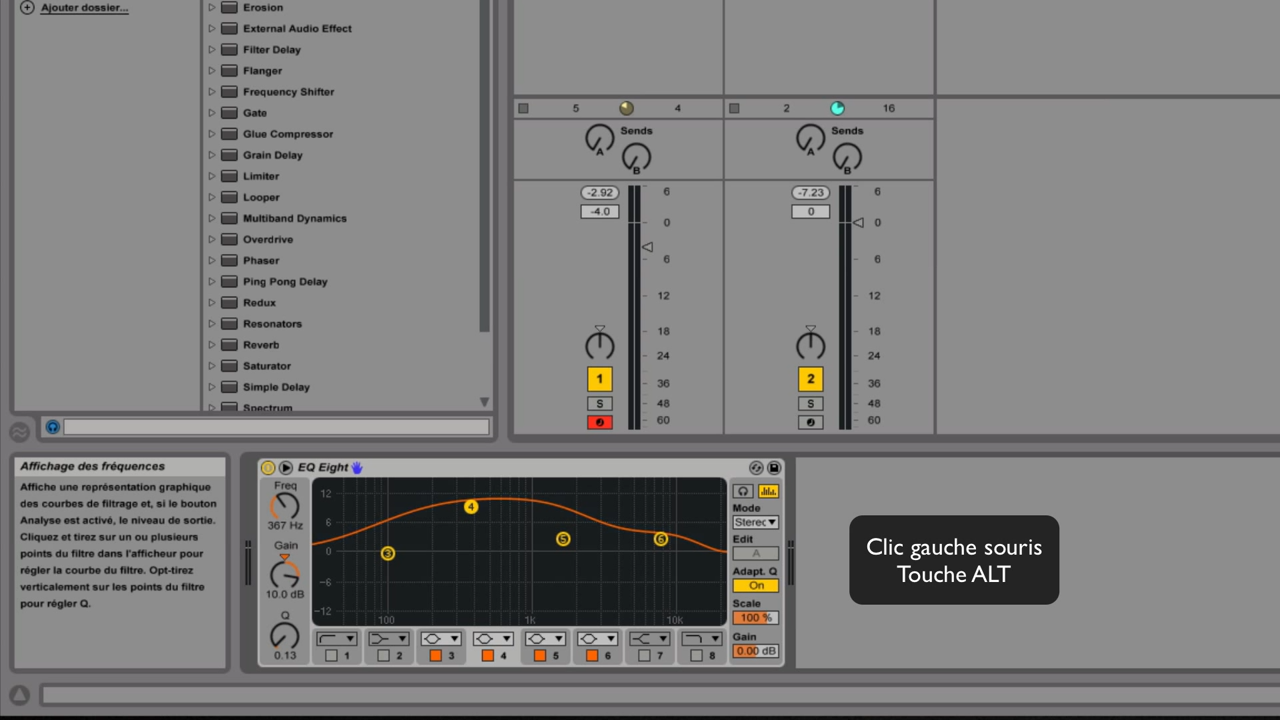 Ajouter dossier...
Erosion
External Audio Effect
Filter Delay
Flanger
Frequency Shifter
Gate
Glue Compressor
Grain Delay
Limiter
Looper
Multiband Dynamics
Overdrive
Phaser
Ping Pong Delay
Redux
Resonators
Reverb
Saturator
Simple Delay
Spectrum
5 4 2 16
Sends Sends
A A
B B
-2.92 6 -7.23 6
-4.0 0 0 0
6 6
12 12
18 18
24 24
1 36 2 36
S 48 S 48
60 60
Affichage des fréquences
Affiche une représentation graphique
des courbes de filtrage et, si le bouton
Analyse est activé, le niveau de sortie.
Cliquez et tirez sur un ou plusieurs
points du filtre dans l'afficheur pour
régler la courbe du filtre. Opt-tirez
verticalement sur les points du filtre
pour régler Q.
EQ Eight
Freq
367 Hz
Gain
10.0 dB
Q
0.13
12
6
0
-6
-12
100 1K 10K
3 4 5 6
1 2 3 4 5 6 7 8
Mode
Stereo
Edit
A
Adapt. Q
On
Scale
100 %
Gain
0.00 dB
Clic gauche souris
Touche ALT